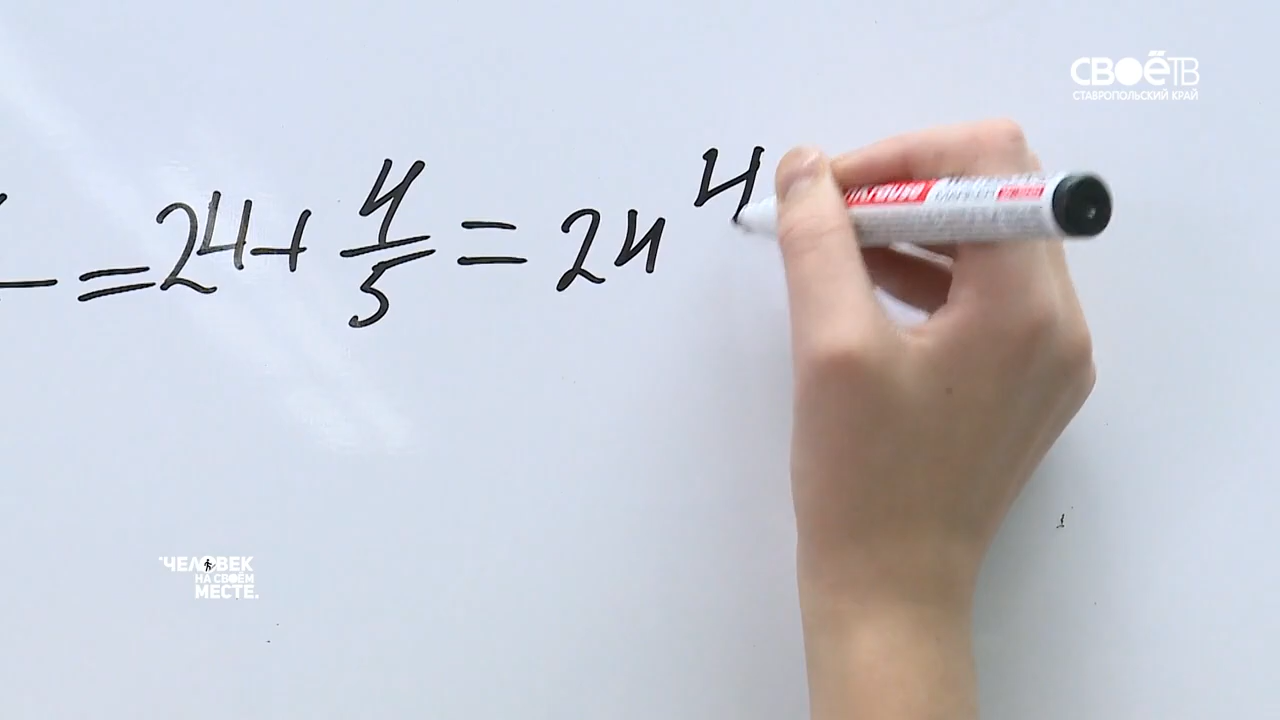 СВОЁТВ
СТАВРОПОЛЬСКИЙ КРАЙ
= 24 + 4/5 = 24 4
ЧЕЛОВЕК
НА СВОЁМ
МЕСТЕ.